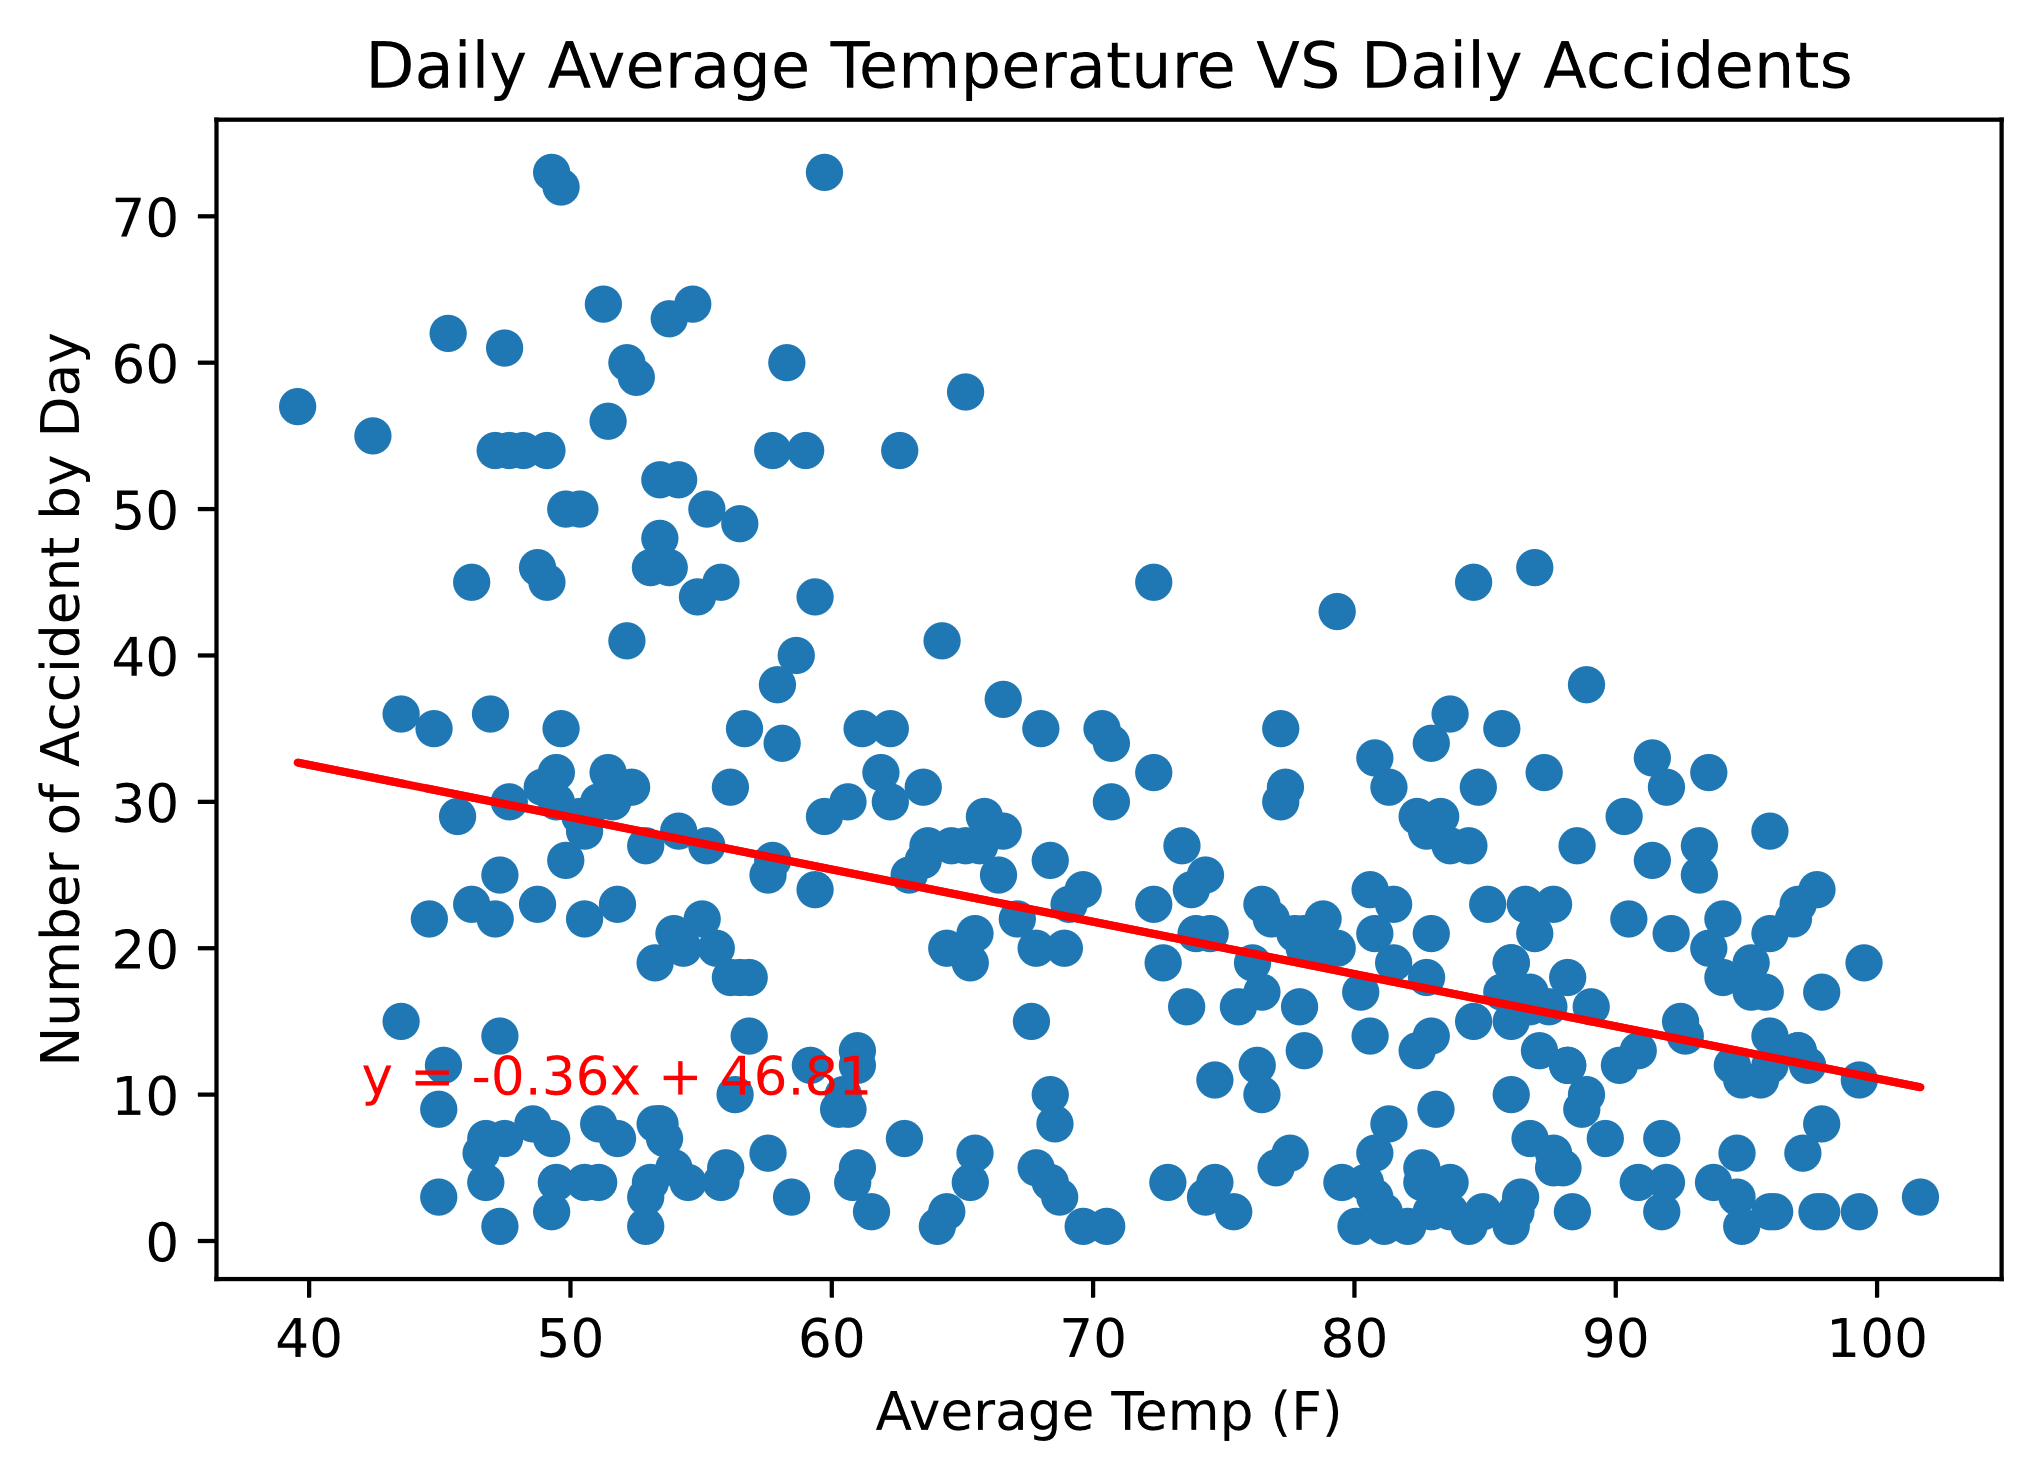 Daily Average Temperature VS Daily Accidents
Number of Accident by Day
70
60
50
40
30
20
10
0
y = -0.36x + 46.81
40 50 60 70 80 90 100
Average Temp (F)